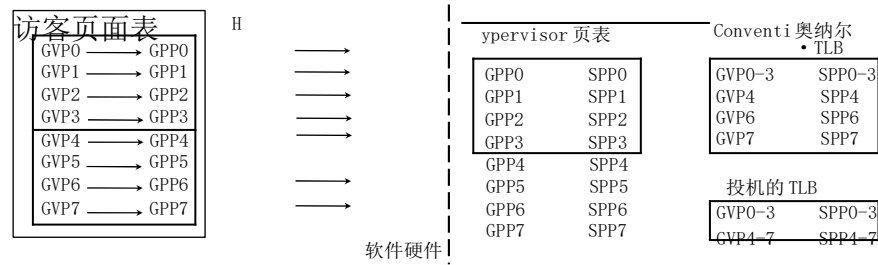 访客页面表
GVP0 GPP0
GVP1 GPP1
GVP2 GPP2
GVP3 GPP3
GVP4 GPP4
GVP5 GPP5
GVP6 GPP6
GVP7 GPP7
H
软件硬件
ypervisor 页表
GPP0 SPP0
GPP1 SPP1
GPP2 SPP2
GPP3 SPP3
GPP4 SPP4
GPP5 SPP5
GPP6 SPP6
GPP7 SPP7
Conventi奥纳尔
•TLB
GVP0-3 SPP0-3
GVP4 SPP4
GVP6 SPP6
GVP7 SPP7
投机的 TLB
GVP0-3 SPP0-3
GVP4-7 SPP4-7